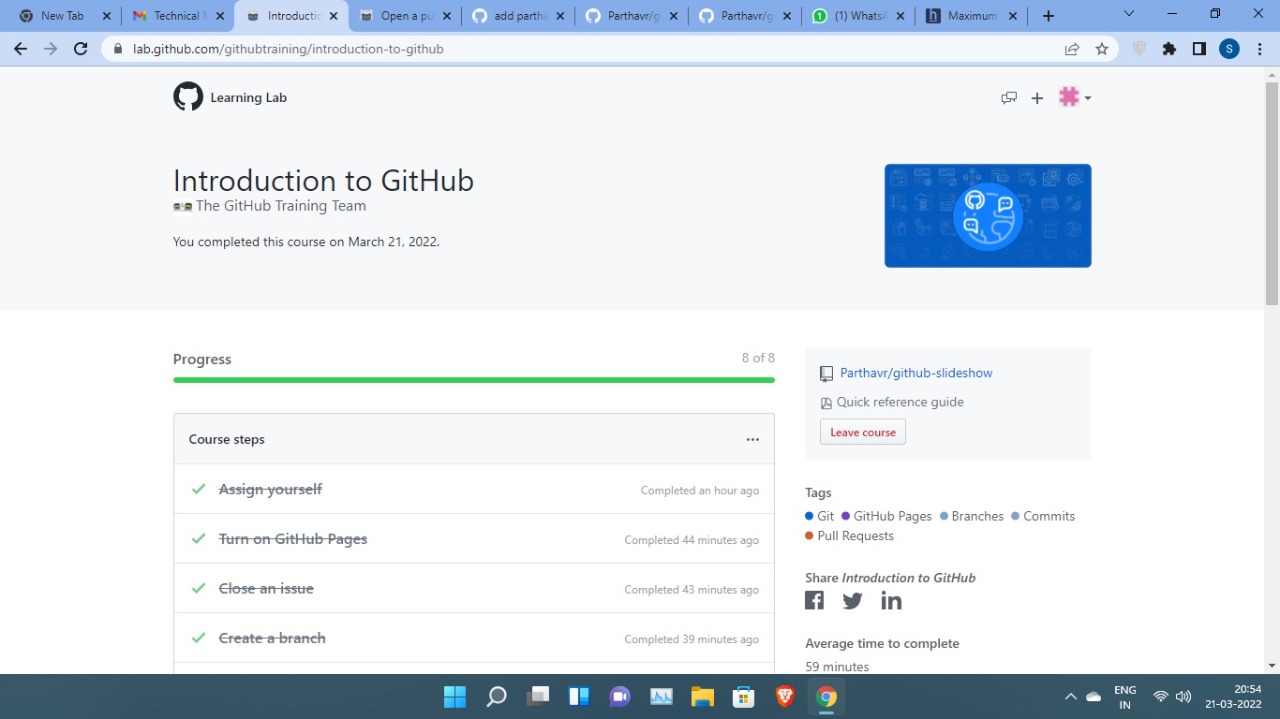 New Tab
Technical M
Introductio
Open a pu
add partha
Parthavr/g
Parthavr/g
(1) WhatsA
Maximum
lab.github.com/githubtraining/introduction-to-github
S
Learning Lab
Introduction to GitHub
The GitHub Training Team
You completed this course on March 21, 2022.
Progress
8 of 8
Course steps
Assign yourself
Completed an hour ago
Turn on GitHub Pages
Completed 44 minutes ago
Close an issue
Completed 43 minutes ago
Create a branch
Completed 39 minutes ago
Parthavr/github-slideshow
Quick reference guide
Leave course
Tags
Git GitHub Pages Branches Commits
Pull Requests
Share Introduction to GitHub
Average time to complete
59 minutes
ENG
IN
20:54
21-03-2022